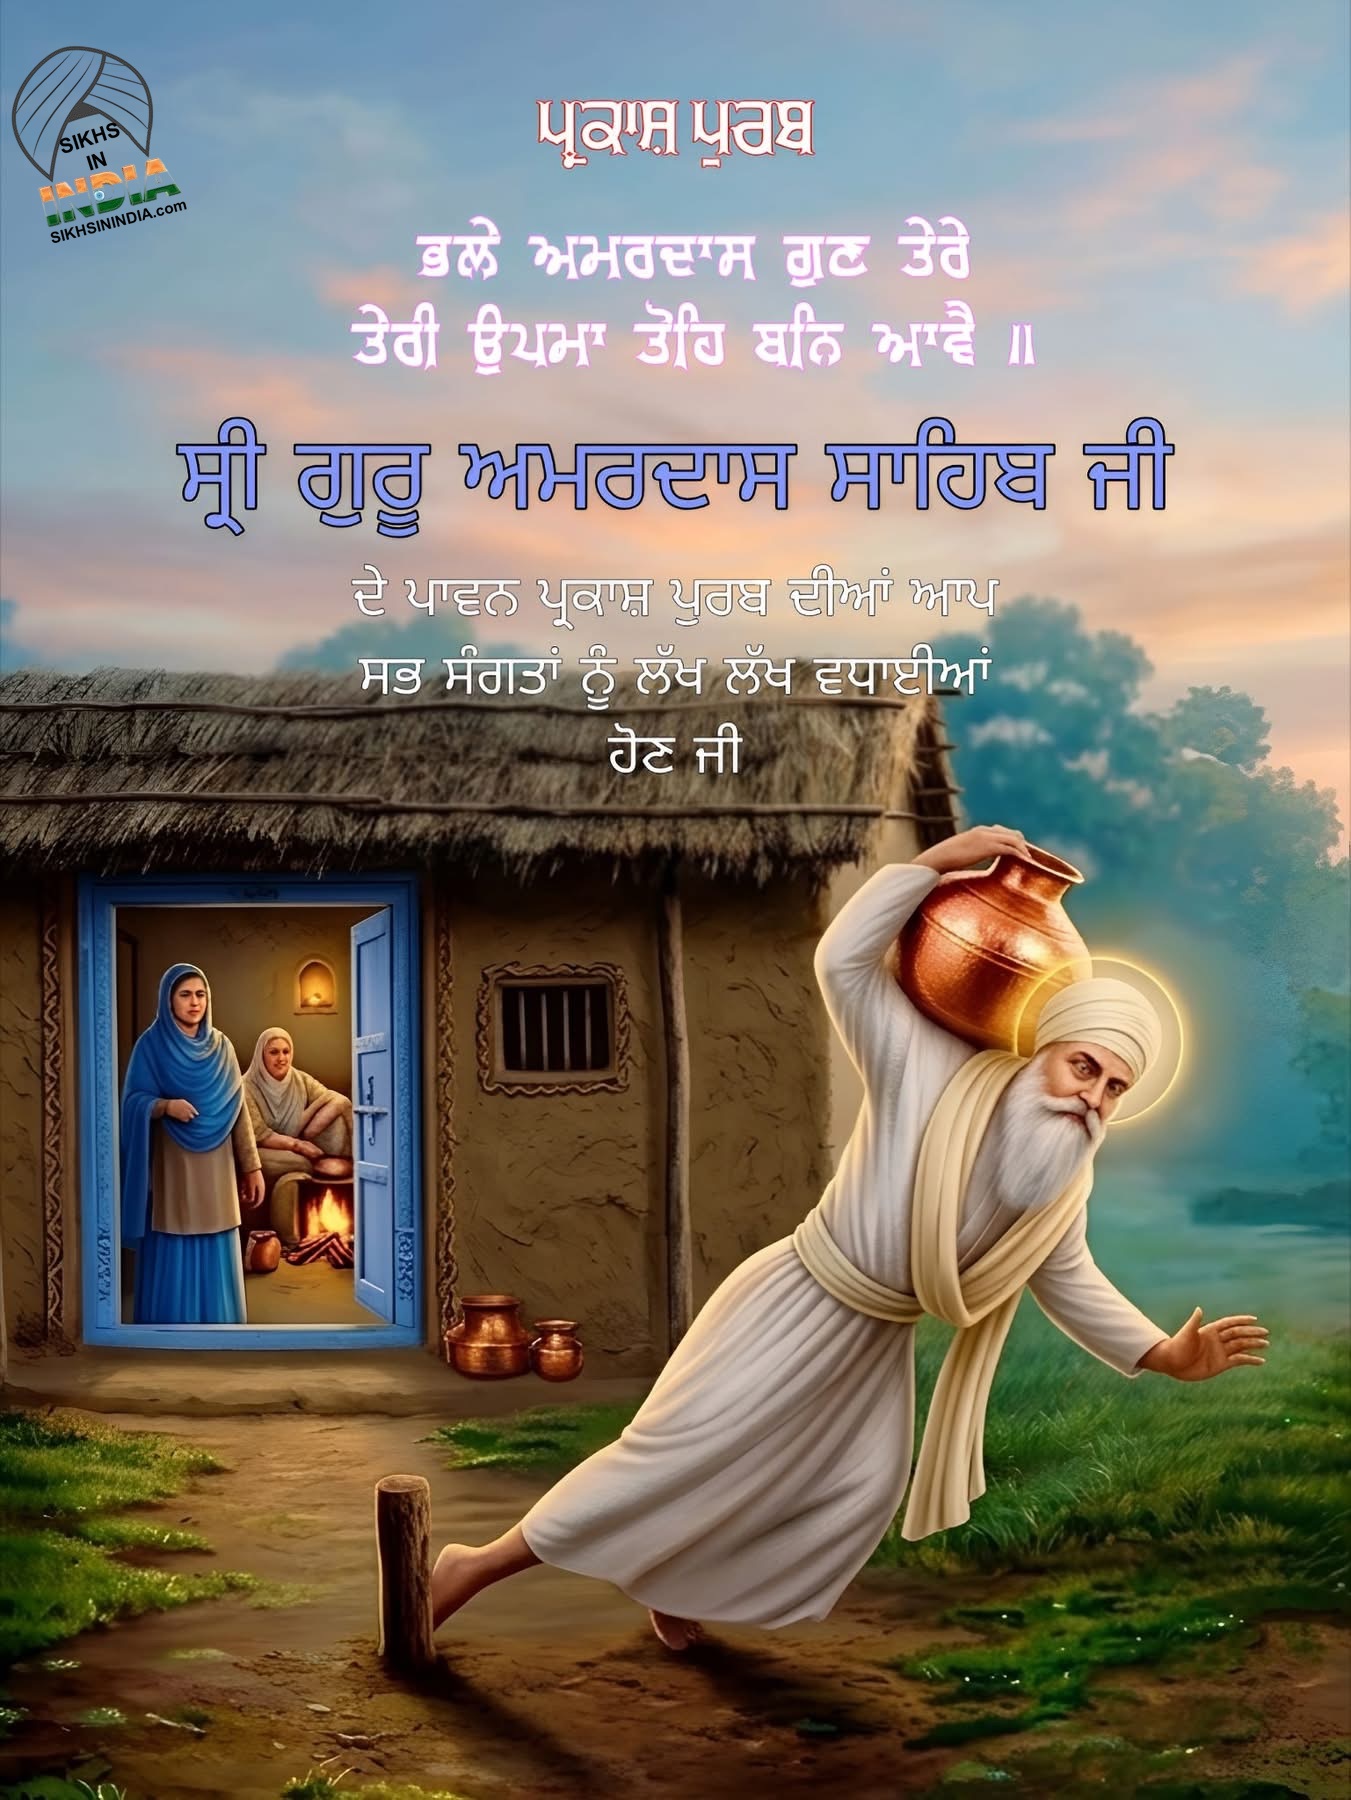 SIKHS
IN
INDIA
SIKHSININDIA.com
ਪ੍ਰਕਾਸ਼ ਪੁਰਬ
ਭਲੇ ਅਮਰਦਾਸ ਗੁਣ ਤੇਰੇ
ਤੇਰੀ ਉਪਮਾ ਤੋਹਿ ਬਨਿ ਆਵੈ ॥
ਸ੍ਰੀ ਗੁਰੂ ਅਮਰਦਾਸ ਸਾਹਿਬ ਜੀ
ਦੇ ਪਾਵਨ ਪ੍ਰਕਾਸ਼ ਪੁਰਬ ਦੀਆਂ ਆਪ
ਸਭ ਸੰਗਤਾਂ ਨੂੰ ਲੱਖ ਲੱਖ ਵਧਾਈਆਂ
ਹੋਣ ਜੀ